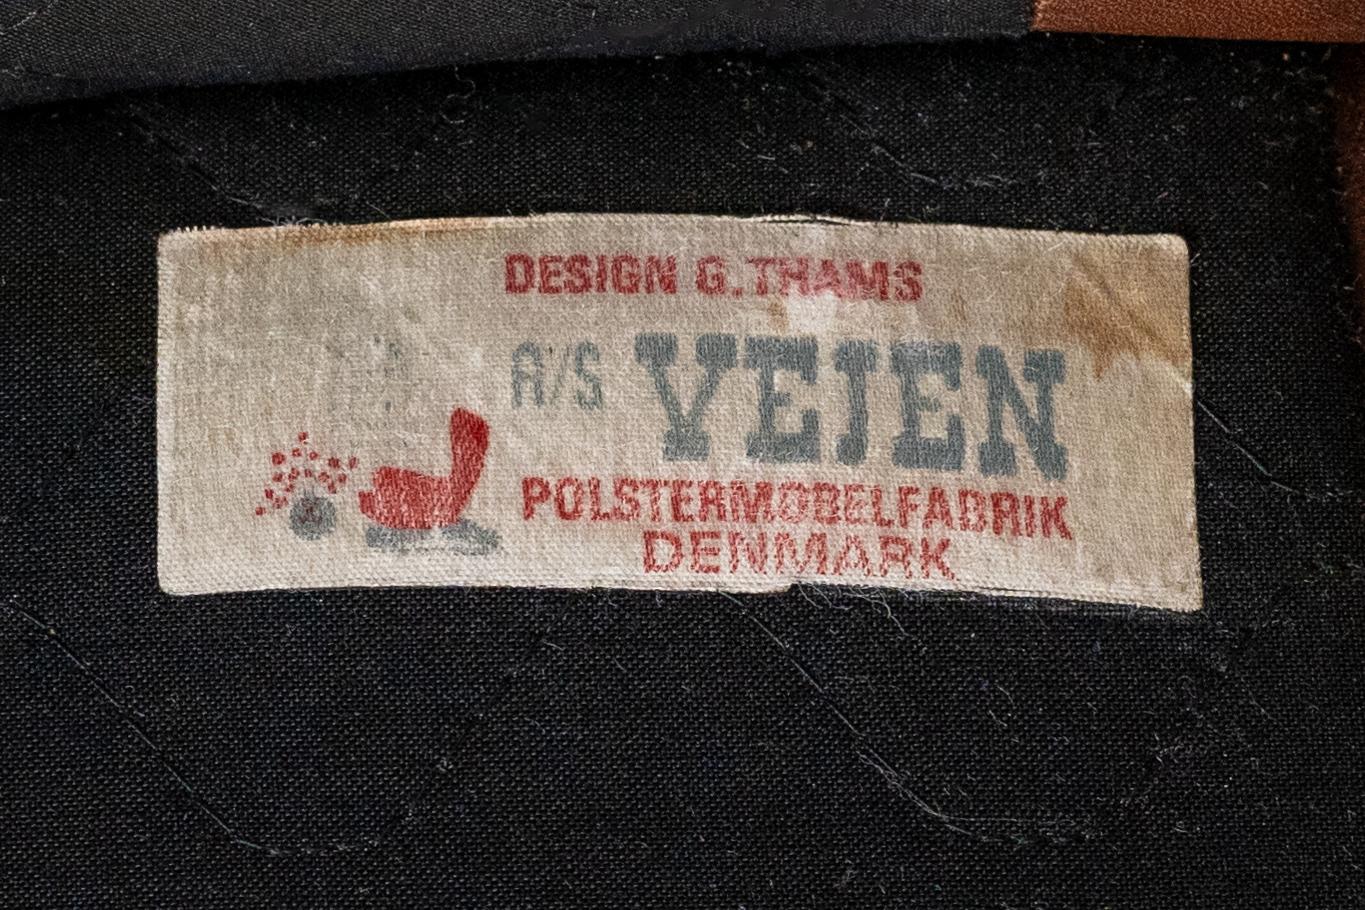 DESIGN G.THAMS
A/S VEJEN
POLSTERMØBELFABRIK
DENMARK